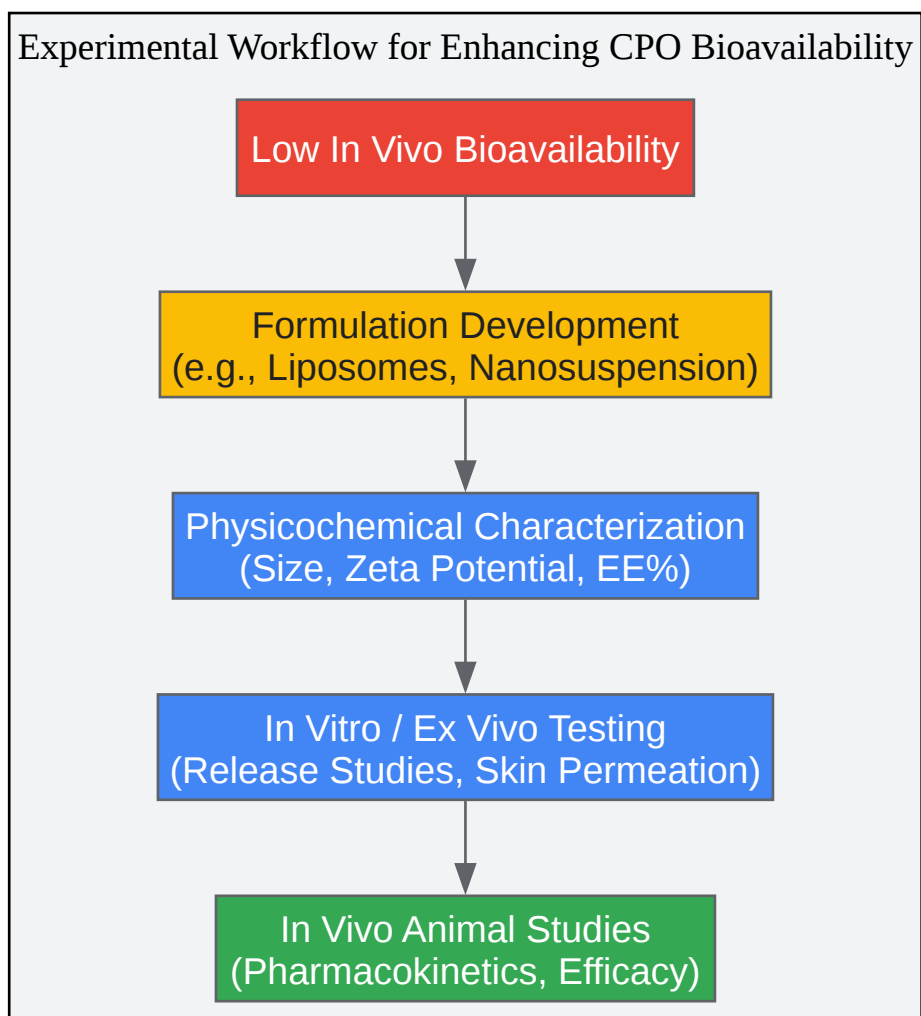 Experimental Workflow for Enhancing CPO Bioavailability
Low In Vivo Bioavailability
Formulation Development
(e.g., Liposomes, Nanosuspension)
Physicochemical Characterization
(Size, Zeta Potential, EE%)
In Vitro / Ex Vivo Testing
(Release Studies, Skin Permeation)
In Vivo Animal Studies
(Pharmacokinetics, Efficacy)